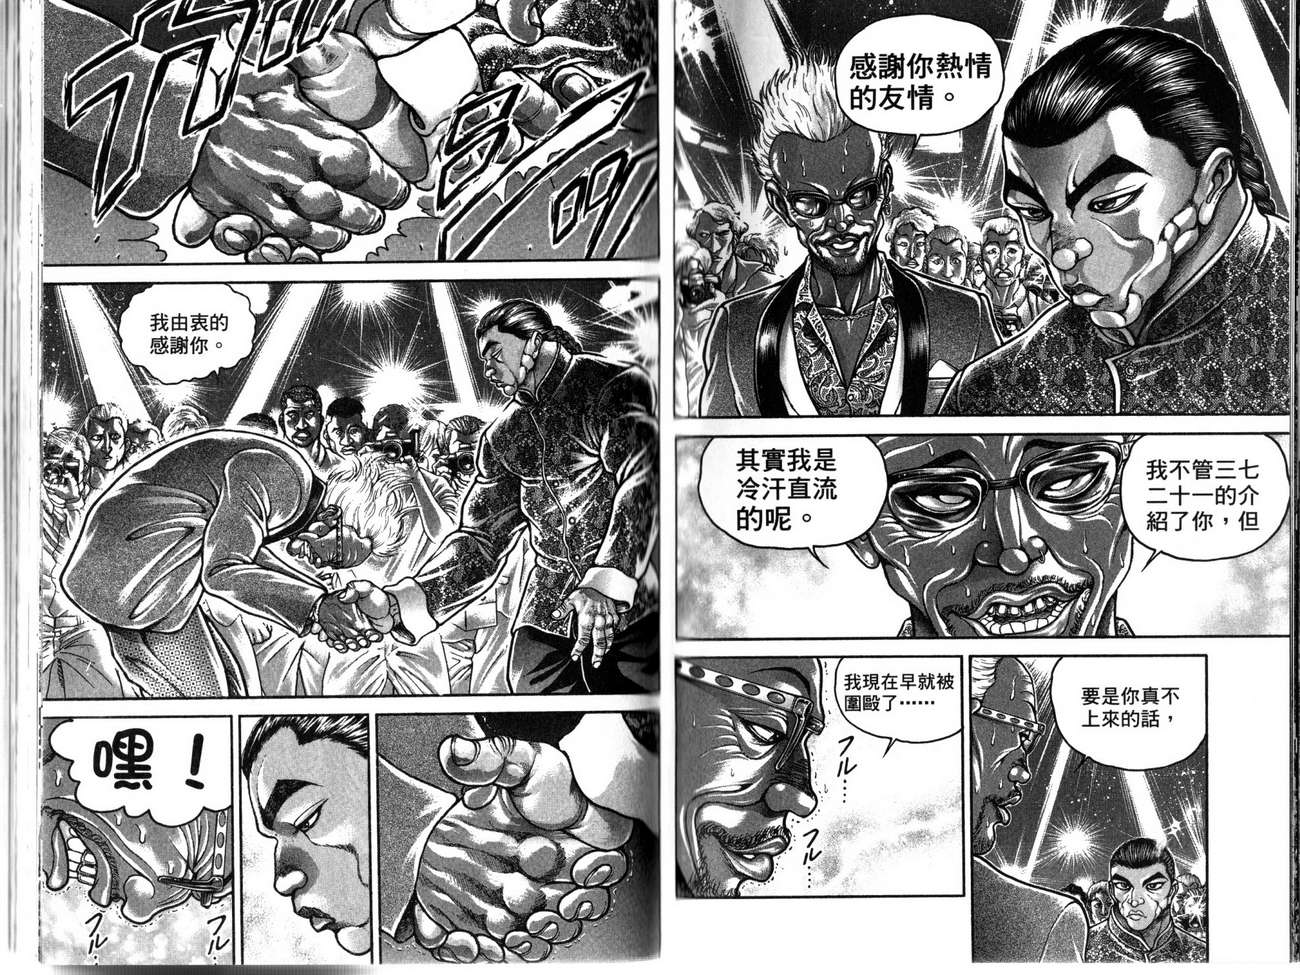 感謝你熱情
的友情。
我不管三七
二十一的介
紹了你，但
其實我是
冷汗直流
的呢。
要是你真不
上來的話，
我現在早就被
圍毆了……
フル…
フル…
我由衷的
感謝你。
嘿！
フル
フル